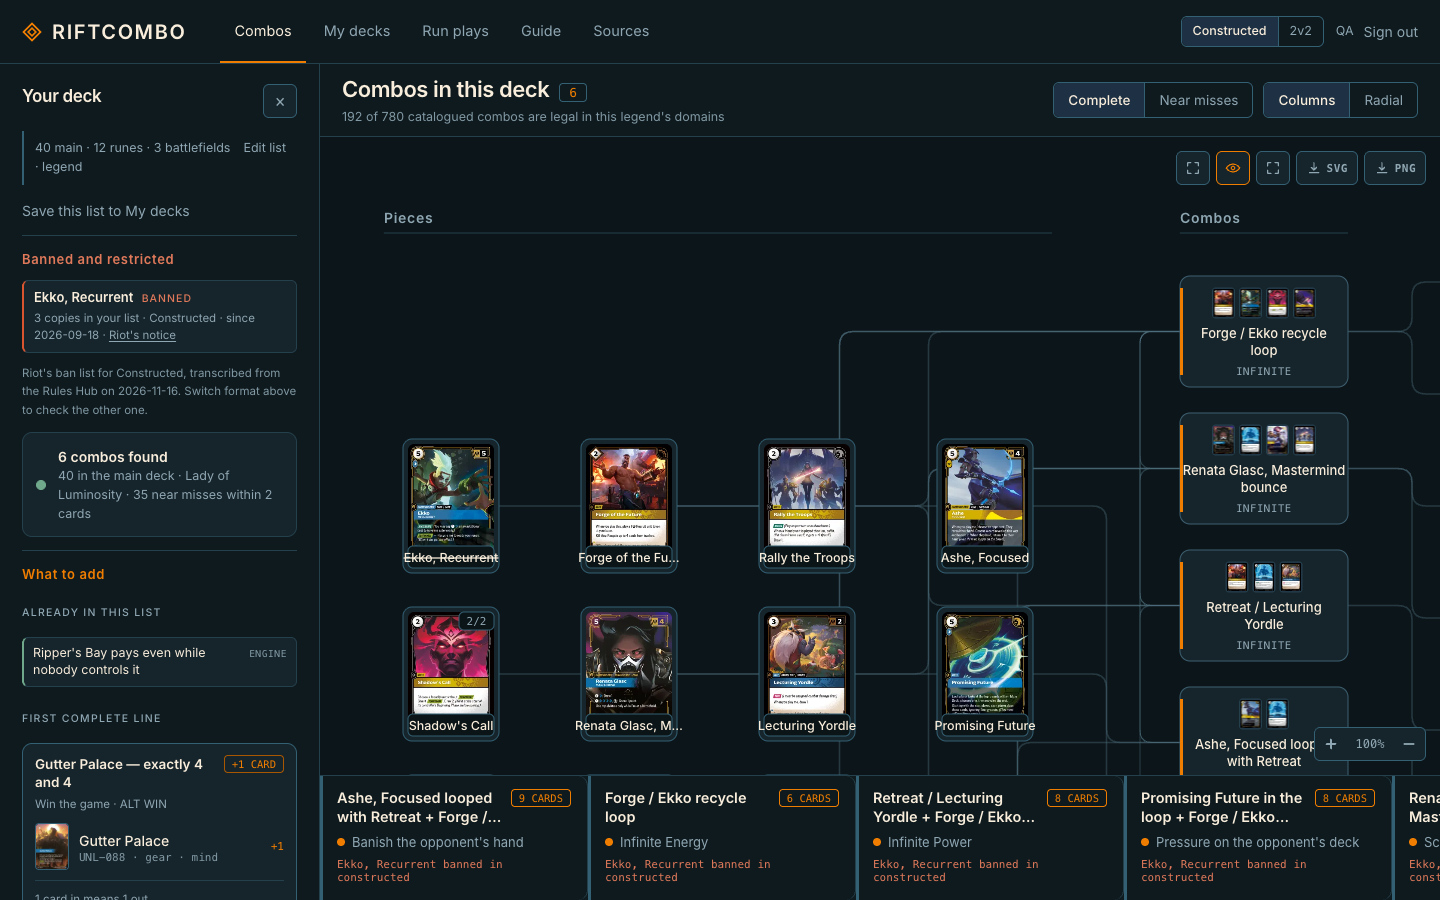 RIFTCOMBO
Combos
My decks
Run plays
Guide
Sources
Constructed
2v2
QA
Sign out
Your deck
×
40 main · 12 runes · 3 battlefields
· legend
Edit list
Save this list to My decks
Banned and restricted
Ekko, Recurrent BANNED
3 copies in your list · Constructed · since
2026-09-18 · Riot's notice
Riot's ban list for Constructed, transcribed from
the Rules Hub on 2026-11-16. Switch format above
to check the other one.
6 combos found
40 in the main deck · Lady of
Luminosity · 35 near misses within 2
cards
What to add
ALREADY IN THIS LIST
Ripper's Bay pays even while
nobody controls it
ENGINE
FIRST COMPLETE LINE
Gutter Palace — exactly 4
and 4
+1 CARD
Win the game · ALT WIN
Gutter Palace
UNL-088 · gear · mind
+1
1 card in means 1 out
Combos in this deck 6
192 of 780 catalogued combos are legal in this legend's domains
Complete
Near misses
Columns
Radial
SVG
PNG
Pieces
Combos
Ekko, Recurrent
Forge of the Fu...
Rally the Troops
Ashe, Focused
2/2
Shadow's Call
Renata Glasc, M...
Lecturing Yordle
Promising Future
Forge / Ekko recycle
loop
INFINITE
Renata Glasc, Mastermind
bounce
INFINITE
Retreat / Lecturing
Yordle
INFINITE
Ashe, Focused loop
with Retreat
+ 100% −
Ashe, Focused looped
with Retreat + Forge /...
9 CARDS
Banish the opponent's hand
Ekko, Recurrent banned in
constructed
Forge / Ekko recycle
loop
6 CARDS
Infinite Energy
Ekko, Recurrent banned in
constructed
Retreat / Lecturing
Yordle + Forge / Ekko...
8 CARDS
Infinite Power
Ekko, Recurrent banned in
constructed
Promising Future in the
loop + Forge / Ekko...
8 CARDS
Pressure on the opponent's deck
Ekko, Recurrent banned in
constructed
Rena
Mast
Sc
Ekko,
const